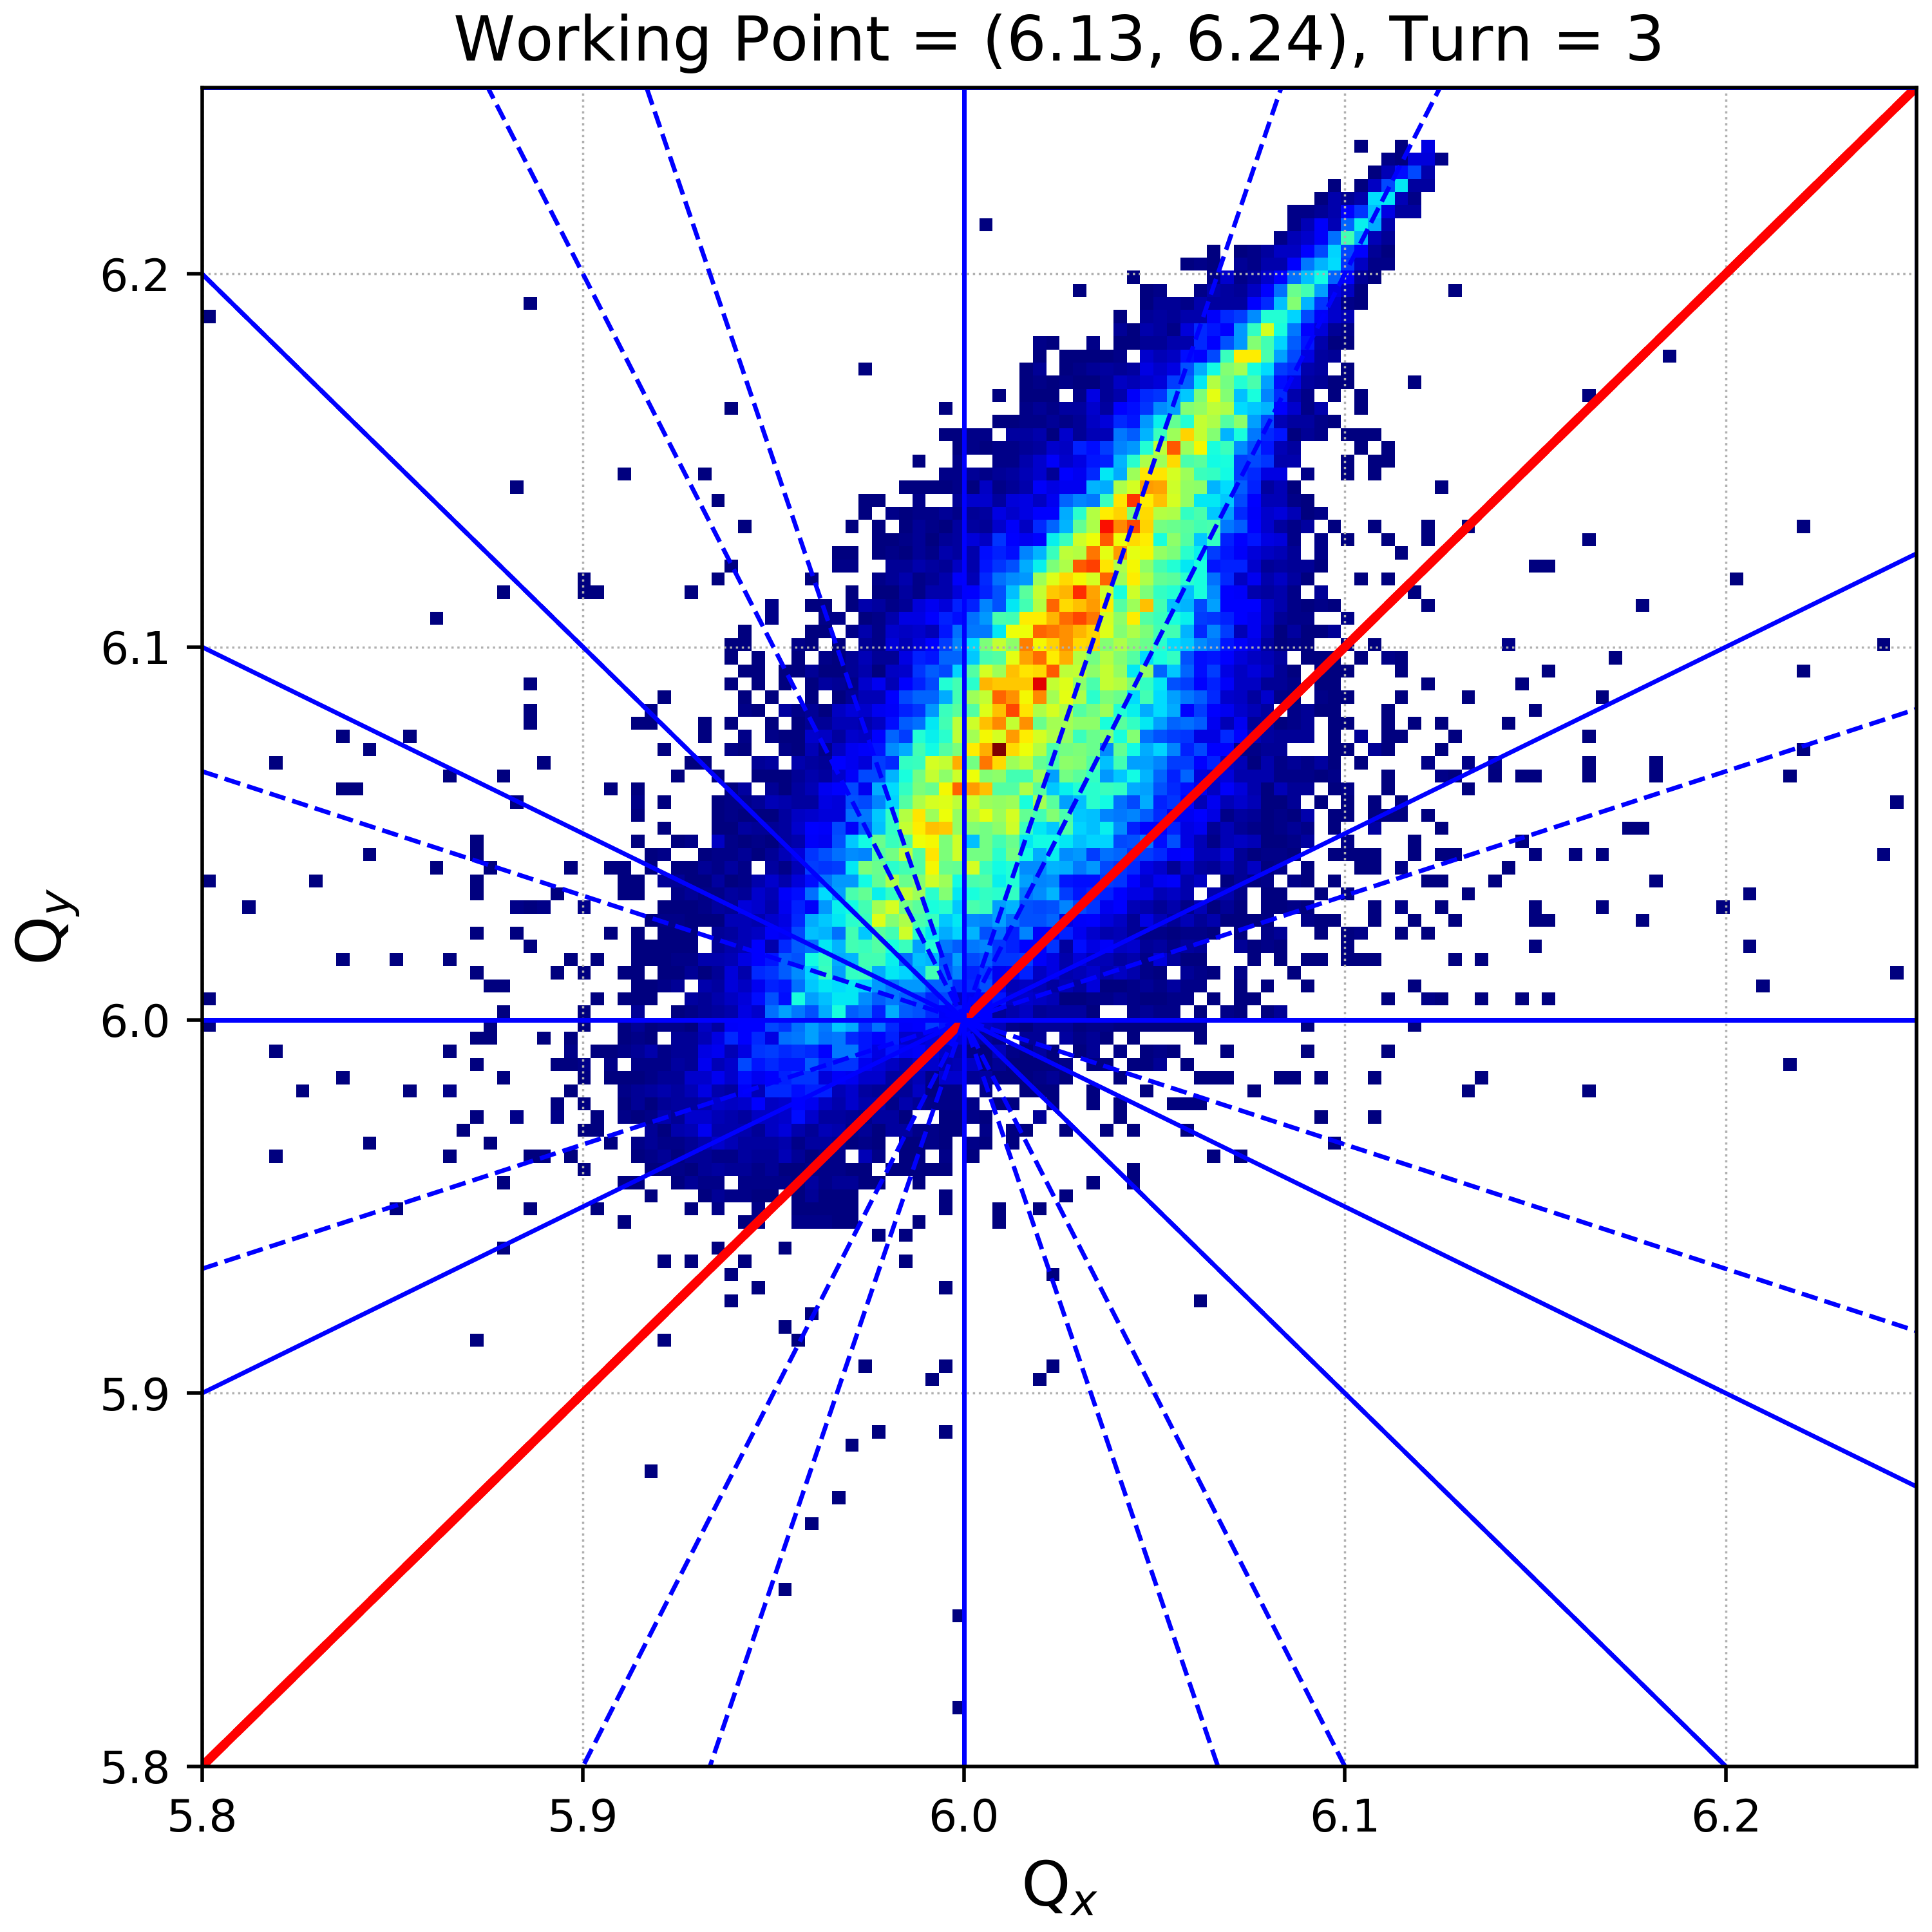 Working Point = (6.13, 6.24), Turn = 3
6.2
6.1
6.0
5.9
5.8
Qy
5.8 5.9 6.0 6.1 6.2
Qx